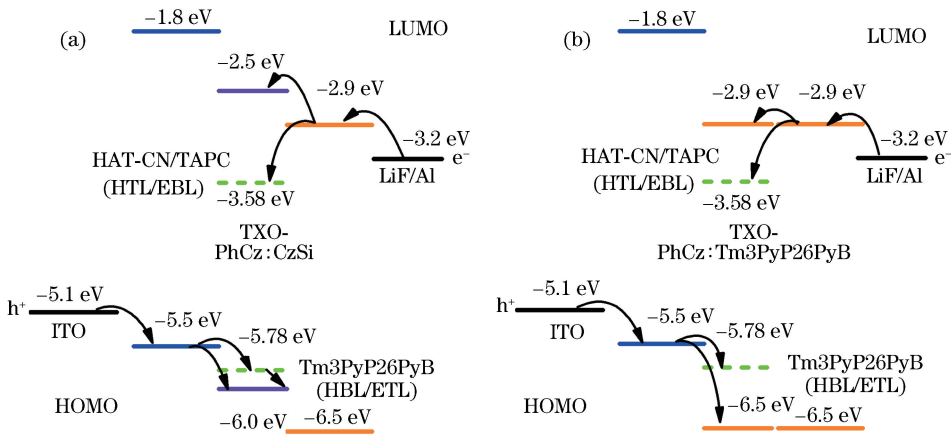 (a)
−1.8 eV
LUMO
−2.5 eV
−2.9 eV
−3.2 eV
e⁻
LiF/Al
HAT-CN/TAPC
(HTL/EBL)
−3.58 eV
TXO-
PhCz:CzSi
h⁺
−5.1 eV
ITO
−5.5 eV
−5.78 eV
Tm3PyP26PyB
(HBL/ETL)
HOMO
−6.0 eV
−6.5 eV
(b)
−1.8 eV
LUMO
−2.9 eV
−2.9 eV
−3.2 eV
e⁻
LiF/Al
HAT-CN/TAPC
(HTL/EBL)
−3.58 eV
TXO-
PhCz:Tm3PyP26PyB
h⁺
−5.1 eV
ITO
−5.5 eV
−5.78 eV
Tm3PyP26PyB
(HBL/ETL)
HOMO
−6.5 eV
−6.5 eV